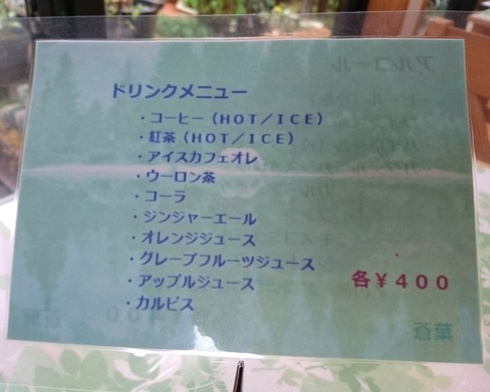 ドリンクメニュー
・コーヒー（ＨＯＴ／ＩＣＥ）
・紅茶（ＨＯＴ／ＩＣＥ）
・アイスカフェオレ
・ウーロン茶
・コーラ
・ジンジャーエール
・オレンジジュース
・グレープフルーツジュース
・アップルジュース
各￥４００
・カルピス
蒼葉